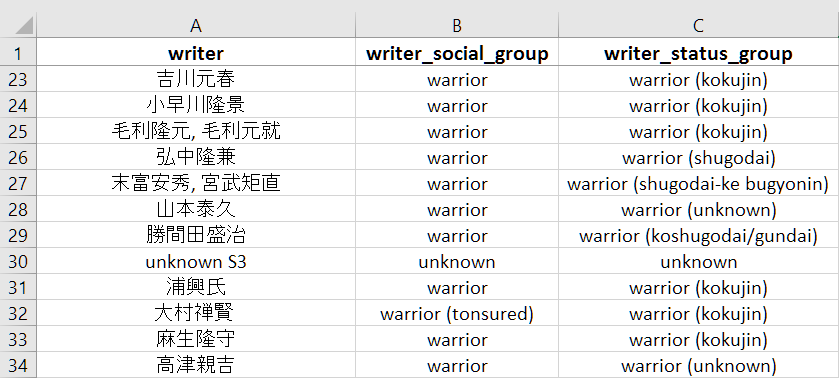 A B C
1 writer writer_social_group writer_status_group
23 吉川元春 warrior warrior (kokujin)
24 小早川隆景 warrior warrior (kokujin)
25 毛利隆元, 毛利元就 warrior warrior (kokujin)
26 弘中隆兼 warrior warrior (shugodai)
27 末富安秀, 宮武矩直 warrior warrior (shugodai-ke bugyonin)
28 山本泰久 warrior warrior (unknown)
29 勝間田盛治 warrior warrior (koshugodai/gundai)
30 unknown S3 unknown unknown
31 浦興氏 warrior warrior (kokujin)
32 大村禅賢 warrior (tonsured) warrior (kokujin)
33 麻生隆守 warrior warrior (kokujin)
34 高津親吉 warrior warrior (unknown)